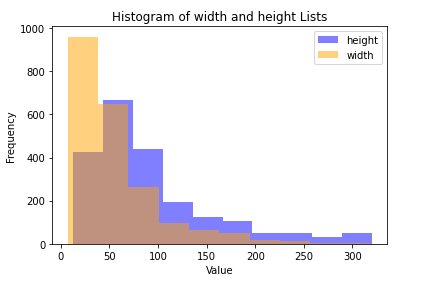 Histogram of width and height Lists
height
width
Frequency
1000
800
600
400
200
0
0 50 100 150 200 250 300
Value